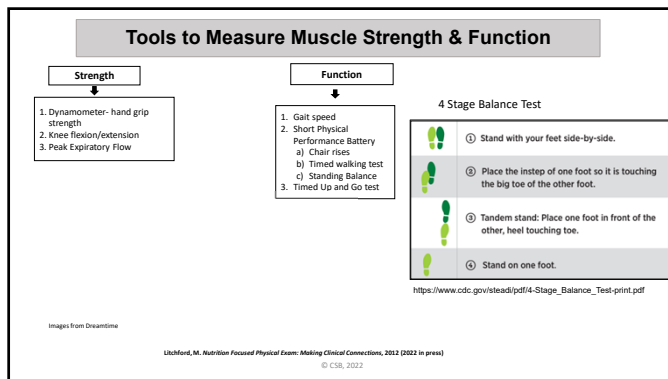 Tools to Measure Muscle Strength & Function
Strength
1. Dynamometer- hand grip
strength
2. Knee flexion/extension
3. Peak Expiratory Flow
Function
1. Gait speed
2. Short Physical
Performance Battery
a) Chair rises
b) Timed walking test
c) Standing Balance
3. Timed Up and Go test
4 Stage Balance Test
① Stand with your feet side-by-side.
② Place the instep of one foot so it is touching
the big toe of the other foot.
③ Tandem stand: Place one foot in front of the
other, heel touching toe.
④ Stand on one foot.
https://www.cdc.gov/steadi/pdf/4-Stage_Balance_Test-print.pdf
Images from Dreamtime
Litchford, M. Nutrition Focused Physical Exam: Making Clinical Connections, 2012 (2022 in press)
© CSB, 2022